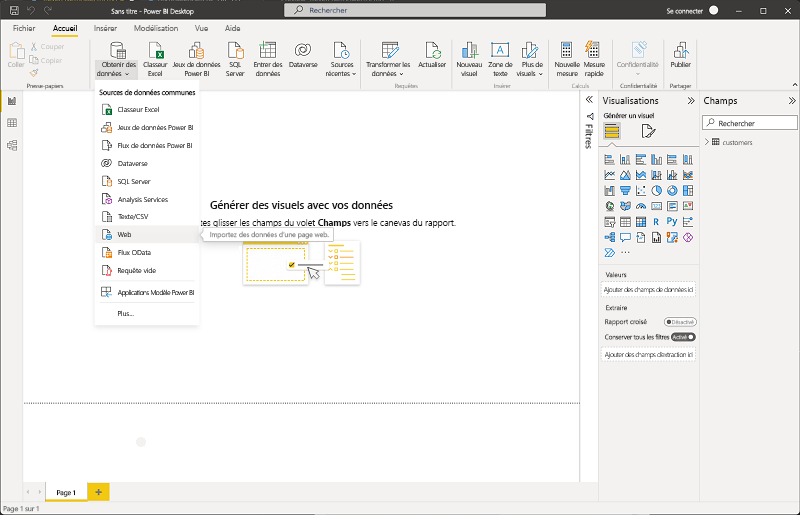 Sans titre - Power BI Desktop
Rechercher
Se connecter
Fichier
Accueil
Insérer
Modélisation
Vue
Aide
Coller
Couper
Copier
Presse-papiers
Obtenir des données
Classeur Excel
Jeux de données Power BI
SQL Server
Entrer des données
Dataverse
Sources récentes
Transformer les données
Actualiser
Requêtes
Nouveau visuel
Zone de texte
Plus de visuels
Insérer
Nouvelle mesure
Mesure rapide
Calculs
Confidentialité
Confidentialité
Publier
Partager
Sources de données communes
Classeur Excel
Jeux de données Power BI
Flux de données Power BI
Dataverse
SQL Server
Analysis Services
Texte/CSV
Web
Importez des données d'une page web.
Flux OData
Requête vide
Applications Modèle Power BI
Plus...
Générer des visuels avec vos données
tes glisser les champs du volet Champs vers le canevas du rapport.
Filtres
Visualisations
Générer un visuel
R
Py
123
Valeurs
Ajouter des champs de données ici
Extraire
Rapport croisé
Désactivé
Conserver tous les filtres
Activé
Ajouter des champs d'extraction ici
Champs
Rechercher
customers
Page 1
Page 1 sur 1